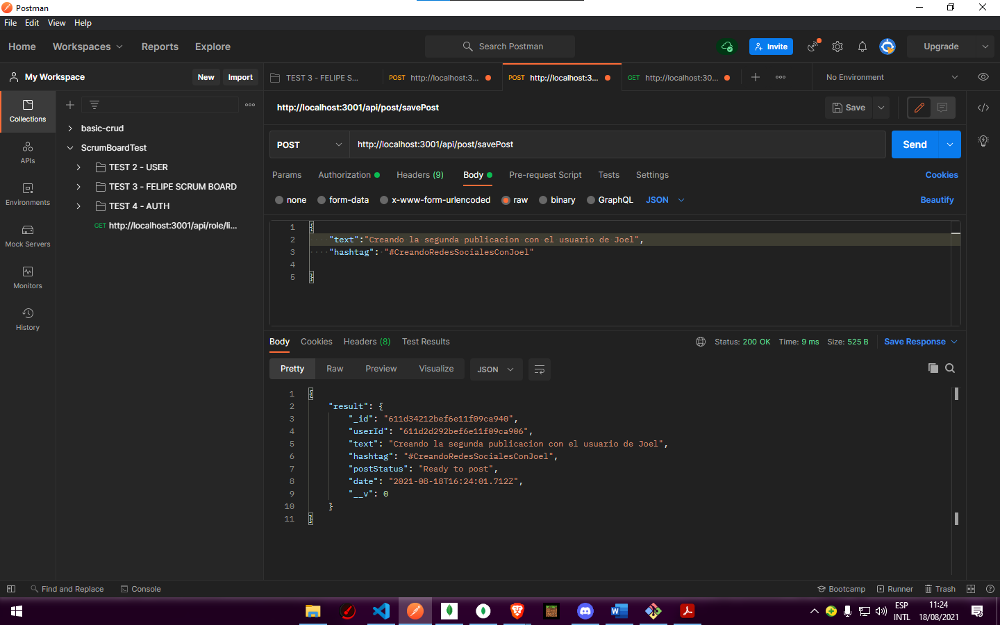 Postman
File Edit View Help
Home Workspaces Reports Explore Search Postman Invite Upgrade
My Workspace New Import
TEST 3 - FELIPE S... POST http://localhost:3... POST http://localhost:3... GET http://localhost:30... No Environment
Collections
APIs
Environments
Mock Servers
Monitors
History
basic-crud
ScrumBoardTest
TEST 2 - USER
TEST 3 - FELIPE SCRUM BOARD
TEST 4 - AUTH
GET http://localhost:3001/api/role/li...
http://localhost:3001/api/post/savePost Save
POST http://localhost:3001/api/post/savePost Send
Params Authorization Headers (9) Body Pre-request Script Tests Settings Cookies
none form-data x-www-form-urlencoded raw binary GraphQL JSON Beautify
1 {
2 "text":"Creando la segunda publicacion con el usuario de Joel",
3 "hashtag": "#CreandoRedesSocialesConJoel"
4
5 }
Body Cookies Headers (8) Test Results Status: 200 OK Time: 9 ms Size: 525 B Save Response
Pretty Raw Preview Visualize JSON
1 {
2 "result": {
3 "_id": "611d34212bef6e11f09ca940",
4 "userId": "611d2d292bef6e11f09ca906",
5 "text": "Creando la segunda publicacion con el usuario de Joel",
6 "hashtag": "#CreandoRedesSocialesConJoel",
7 "postStatus": "Ready to post",
8 "date": "2021-08-18T16:24:01.712Z",
9 "__v": 0
10 }
11 }
Find and Replace Console Bootcamp Runner Trash
ESP
INTL
11:24
18/08/2021